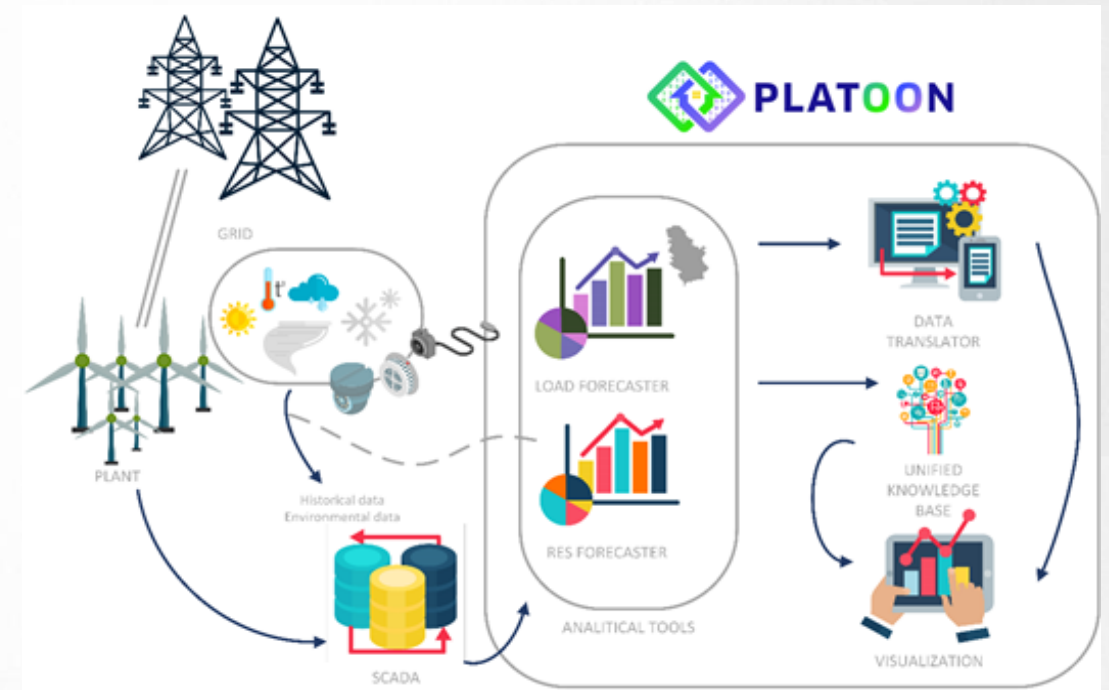 PLATOON
GRID
t°
PLANT
Historical data
Environmental data
SCADA
LOAD FORECASTER
RES FORECASTER
ANALITICAL TOOLS
DATA
TRANSLATOR
UNIFIED
KNOWLEDGE
BASE
VISUALIZATION